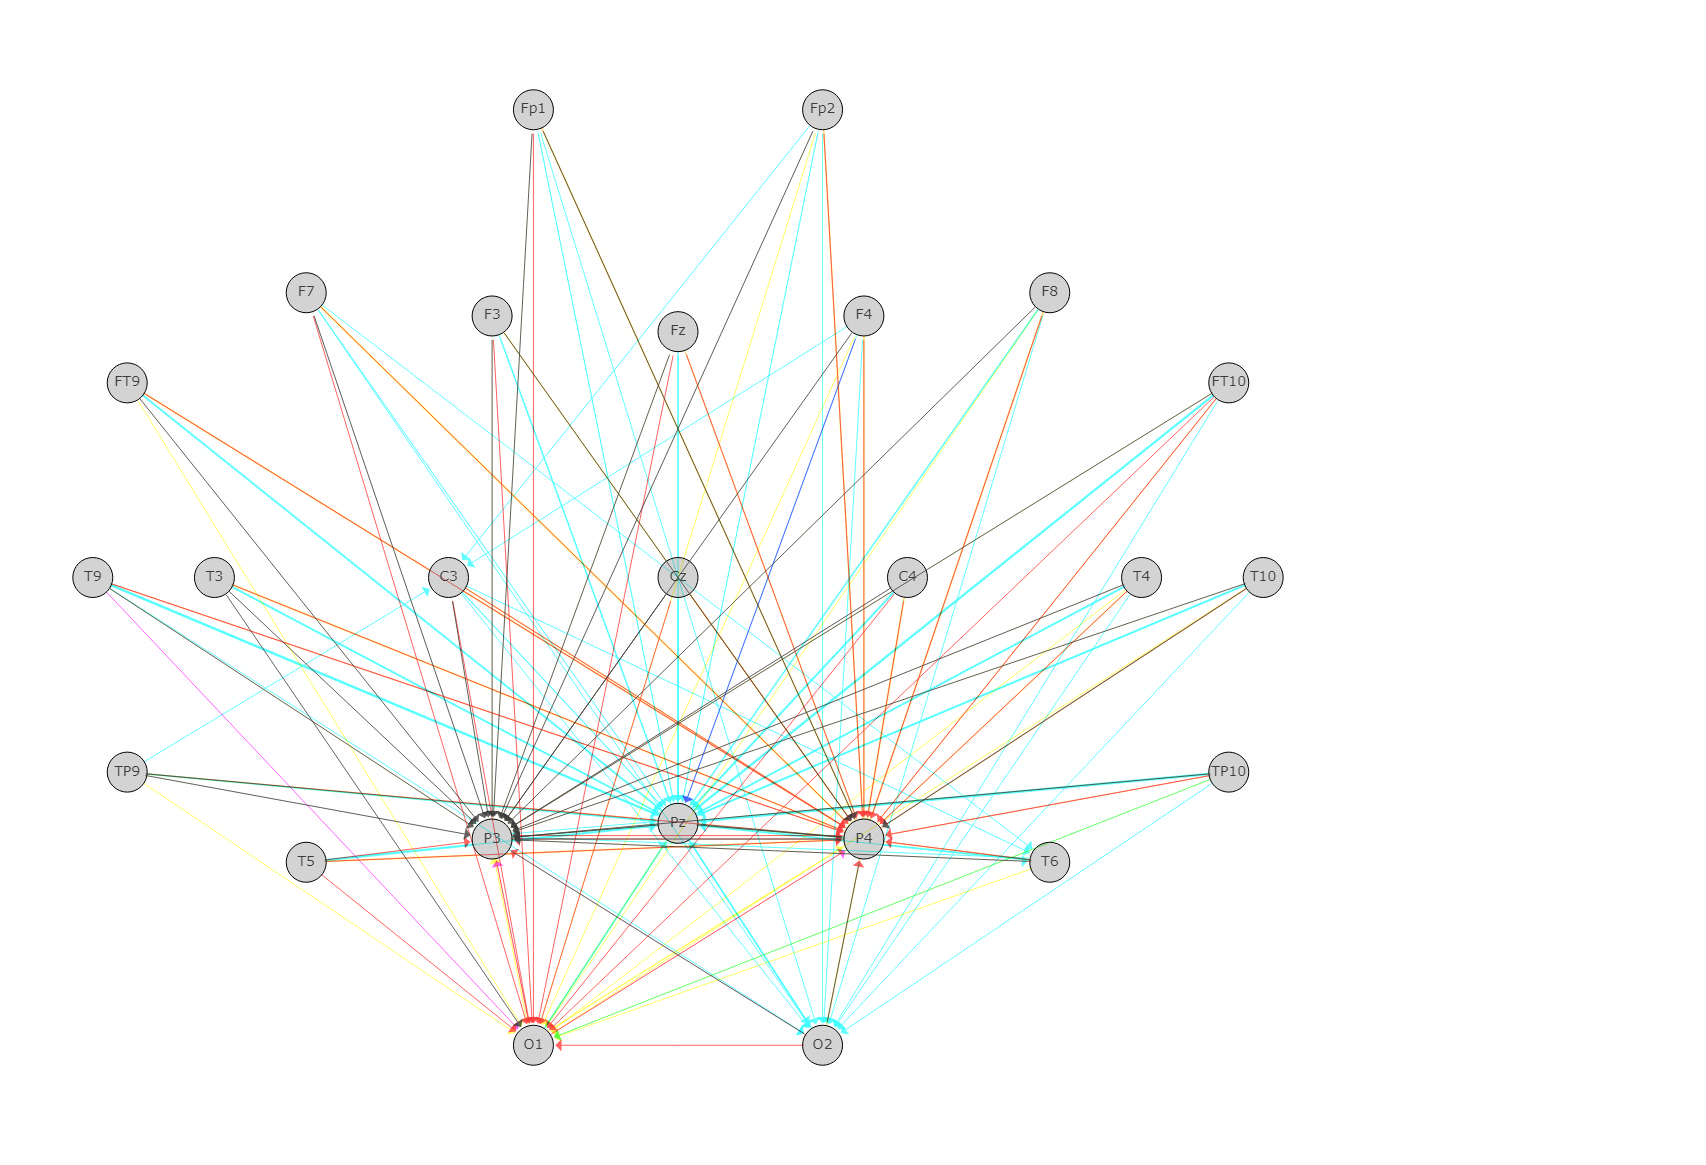 Fp1 Fp2
F7 F3 Fz F4 F8
FT9 FT10
T9 T3 C3 Cz C4 T4 T10
TP9 TP10
T5 P3 Pz P4 T6
O1 O2